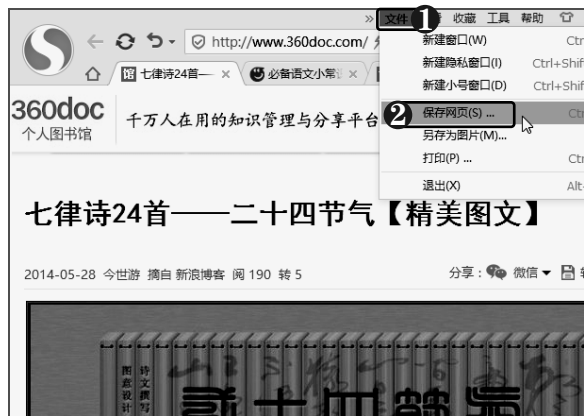 » 文件 收藏 工具 帮助
1
http://www.360doc.com/
七律诗24首— × 必备语文小常 ×
新建窗口(W) Ctr
新建隐私窗口(I) Ctrl+Shif
新建小号窗口(D) Ctrl+Shif
2 保存网页(S) ... Ctr
另存为图片(M)...
打印(P) ... Ctr
退出(X) Alt
360doc
个人图书馆
千万人在用的知识管理与分享平台
七律诗24首——二十四节气【精美图文】
2014-05-28 今世游 摘自 新浪博客 阅 190 转 5 分享： 微信
诗文撰写
图意设计